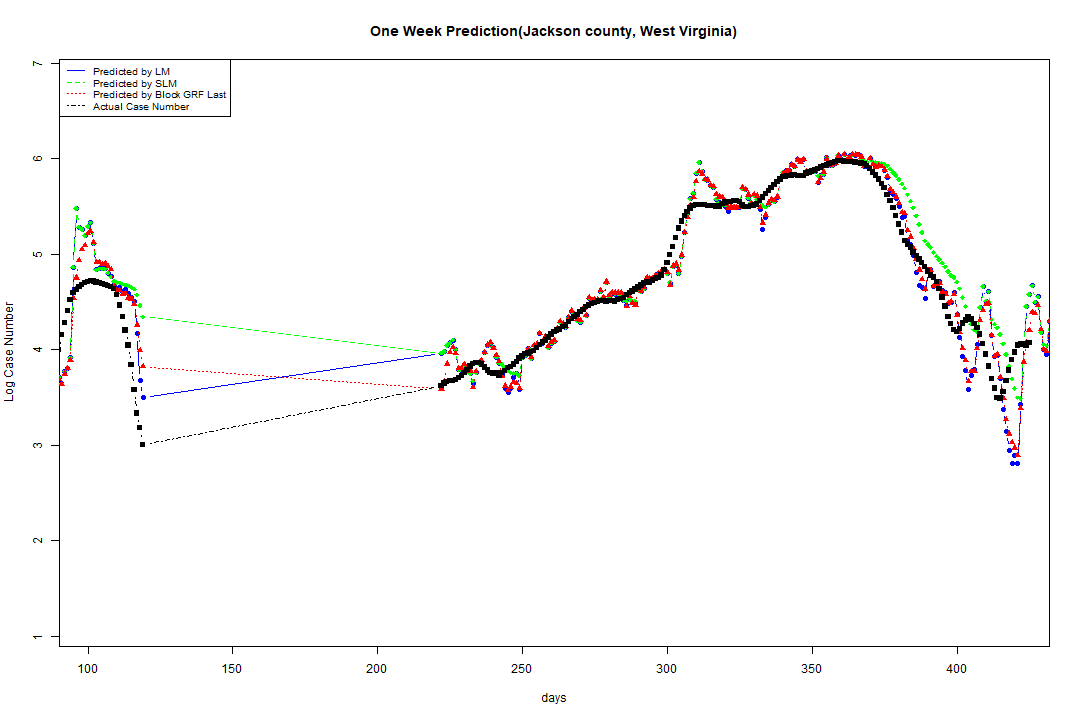 One Week Prediction(Jackson county, West Virginia)
Predicted by LM
Predicted by SLM
Predicted by Block GRF Last
Actual Case Number
7
6
5
4
3
2
1
Log Case Number
100 150 200 250 300 350 400
days